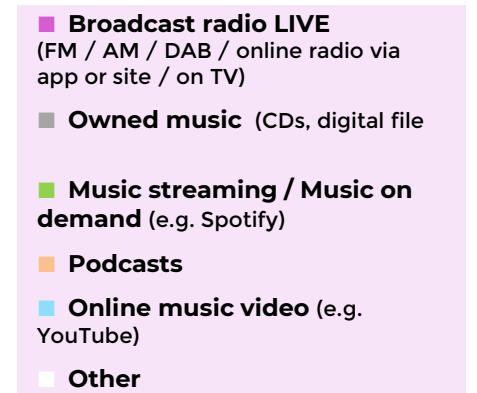 Broadcast radio LIVE
(FM / AM / DAB / online radio via
app or site / on TV)
Owned music (CDs, digital file
Music streaming / Music on
demand (e.g. Spotify)
Podcasts
Online music video (e.g.
YouTube)
Other